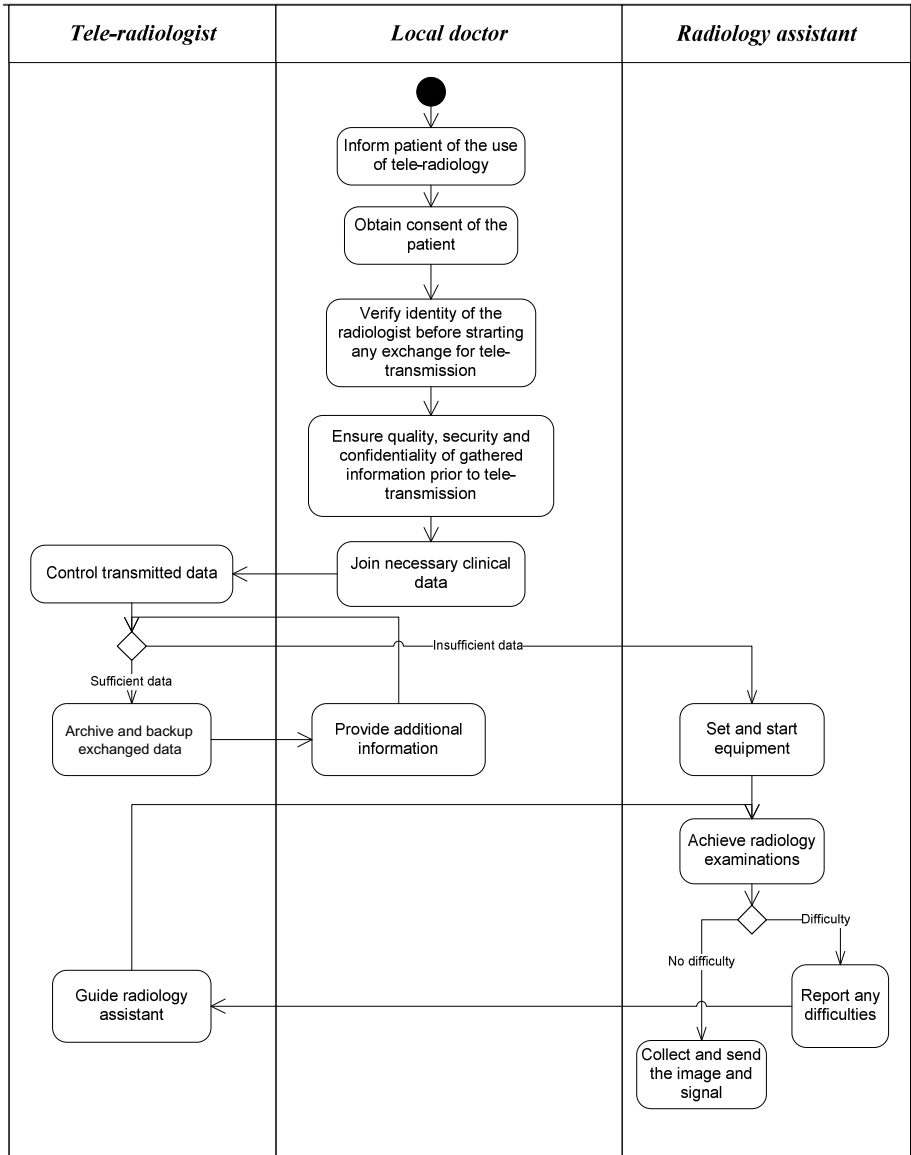 Tele-radiologist
Local doctor
Radiology assistant
Inform patient of the use
of tele-radiology
Obtain consent of the
patient
Verify identity of the
radiologist before strarting
any exchange for tele-
transmission
Ensure quality, security and
confidentiality of gathered
information prior to tele-
transmission
Join necessary clinical
data
Control transmitted data
Insufficient data
Sufficient data
Archive and backup
exchanged data
Provide additional
information
Set and start
equipment
Achieve radiology
examinations
Difficulty
No difficulty
Guide radiology
assistant
Report any
difficulties
Collect and send
the image and
signal